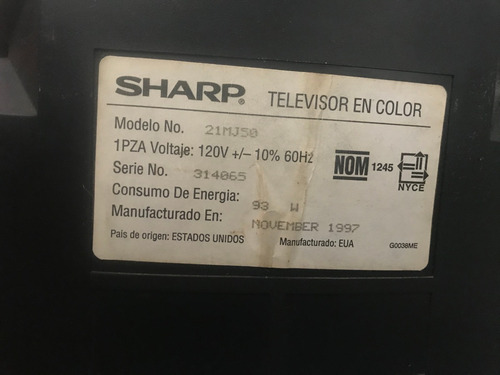 SHARP® TELEVISOR EN COLOR
Modelo No. 21MJ50
1PZA Voltaje: 120V +/– 10% 60Hz
Serie No. 314065
NOM 1245 NYCE
Consumo De Energia: 93 W
Manufacturado En: NOVEMBER 1997
Pais de origen: ESTADOS UNIDOS Manufacturado: EUA G0038ME